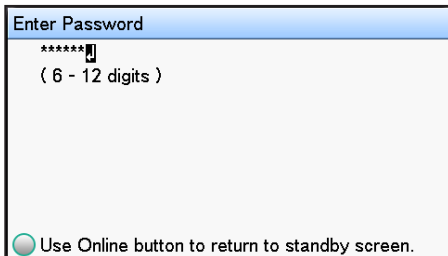 Enter Password
******↲
( 6 - 12 digits )
Use Online button to return to standby screen.